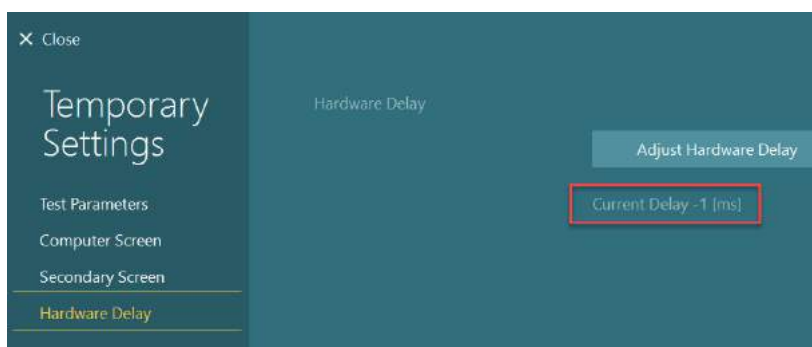 ✕ Close
Temporary
Settings
Test Parameters
Computer Screen
Secondary Screen
Hardware Delay
Hardware Delay
Adjust Hardware Delay
Current Delay -1 [ms]